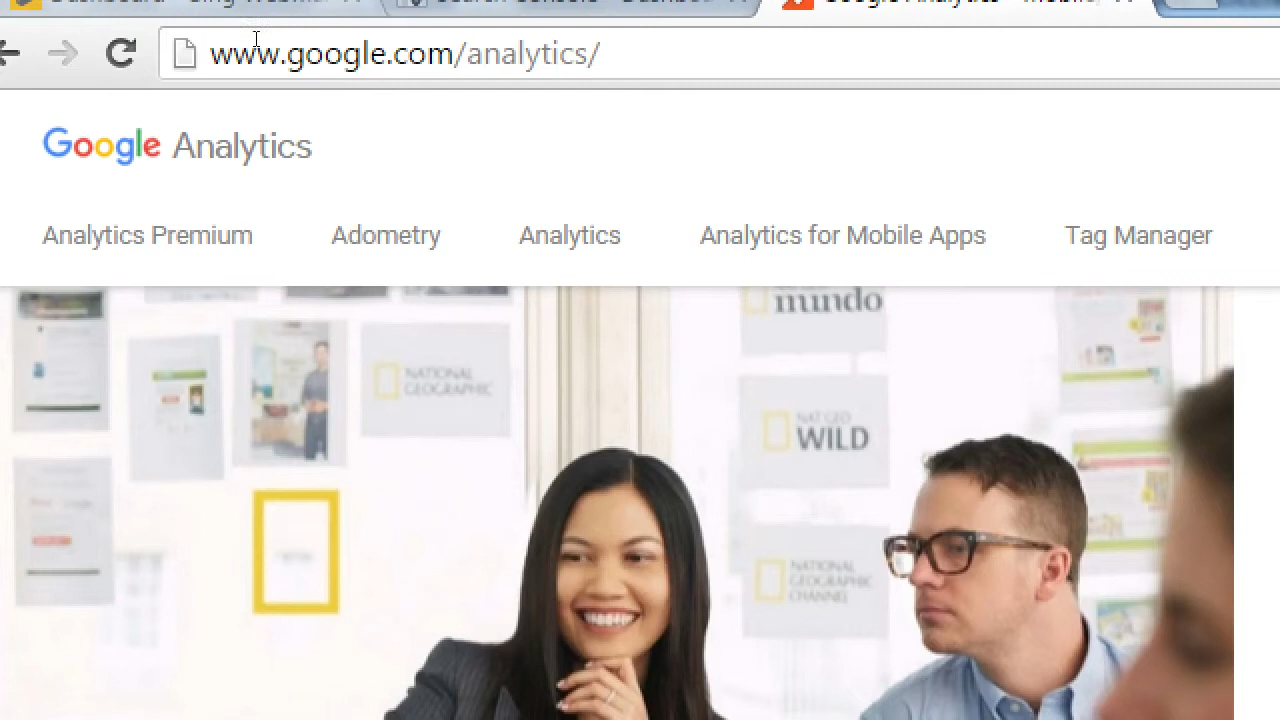 www.google.com/analytics/
Google Analytics
Analytics Premium
Adometry
Analytics
Analytics for Mobile Apps
Tag Manager
mundo
NATIONAL
GEOGRAPHIC
NAT GEO
WILD
NATIONAL
GEOGRAPHIC